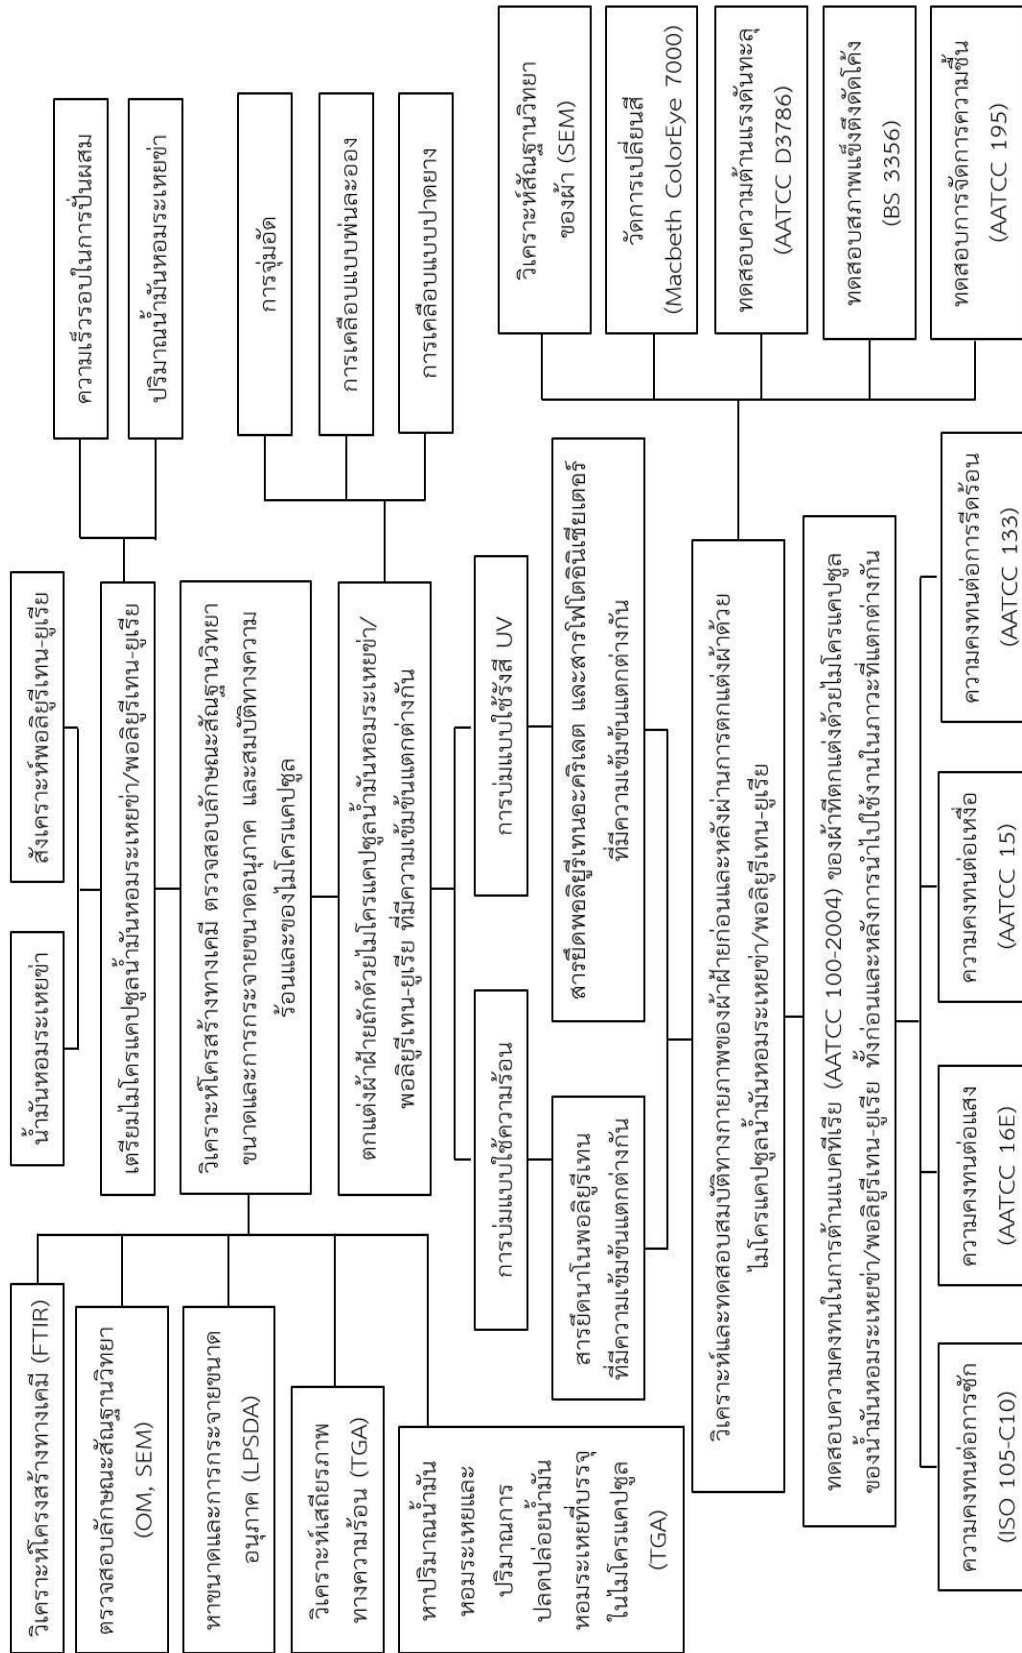 น้ำมันหอมระเหยข่า
สังเคราะห์พอลิยูรีเทน-ยูเรีย
เตรียมไมโครแคปซูลน้ำมันหอมระเหยข่า/พอลิยูรีเทน-ยูเรีย
ความเร็วรอบในการปั่นผสม
ปริมาณน้ำมันหอมระเหยข่า
วิเคราะห์โครงสร้างทางเคมี ตรวจสอบลักษณะสัณฐานวิทยา
ขนาดและการกระจายขนาดอนุภาค และสมบัติทางความ
ร้อนและของไมโครแคปซูล
วิเคราะห์โครงสร้างทางเคมี (FTIR)
ตรวจสอบลักษณะสัณฐานวิทยา
(OM, SEM)
หาขนาดและการกระจายขนาด
อนุภาค (LPSDA)
วิเคราะห์เสถียรภาพ
ทางความร้อน (TGA)
หาปริมาณน้ำมัน
หอมระเหยและ
ปริมาณการ
ปลดปล่อยน้ำมัน
หอมระเหยที่บรรจุ
ในไมโครแคปซูล
(TGA)
ตกแต่งผ้าฝ้ายถักด้วยไมโครแคปซูลน้ำมันหอมระเหยข่า/
พอลิยูรีเทน-ยูเรีย ที่มีความเข้มข้นแตกต่างกัน
การจุ่มอัด
การเคลือบแบบพ่นละออง
การเคลือบแบบปาดยาง
การบ่มแบบใช้ความร้อน
การบ่มแบบใช้รังสี UV
สารยึดนาโนพอลิยูรีเทน
ที่มีความเข้มข้นแตกต่างกัน
สารยึดพอลิยูรีเทนอะคริเลต และสารโฟโตอินิเชียเตอร์
ที่มีความเข้มข้นแตกต่างกัน
วิเคราะห์และทดสอบสมบัติทางกายภาพของผ้าฝ้ายก่อนและหลังผ่านการตกแต่งผ้าด้วย
ไมโครแคปซูลน้ำมันหอมระเหยข่า/พอลิยูรีเทน-ยูเรีย
วิเคราะห์สัณฐานวิทยา
ของผ้า (SEM)
วัดการเปลี่ยนสี
(Macbeth ColorEye 7000)
ทดสอบความต้านแรงดันทะลุ
(AATCC D3786)
ทดสอบสภาพแข็งตึงดัดโค้ง
(BS 3356)
ทดสอบการจัดการความชื้น
(AATCC 195)
ทดสอบความคงทนในการต้านแบคทีเรีย (AATCC 100-2004) ของผ้าที่ตกแต่งด้วยไมโครแคปซูล
ของน้ำมันหอมระเหยข่า/พอลิยูรีเทน-ยูเรีย ทั้งก่อนและหลังการนำไปใช้งานในภาวะที่แตกต่างกัน
ความคงทนต่อการซัก
(ISO 105-C10)
ความคงทนต่อแสง
(AATCC 16E)
ความคงทนต่อเหงื่อ
(AATCC 15)
ความคงทนต่อการรีดร้อน
(AATCC 133)